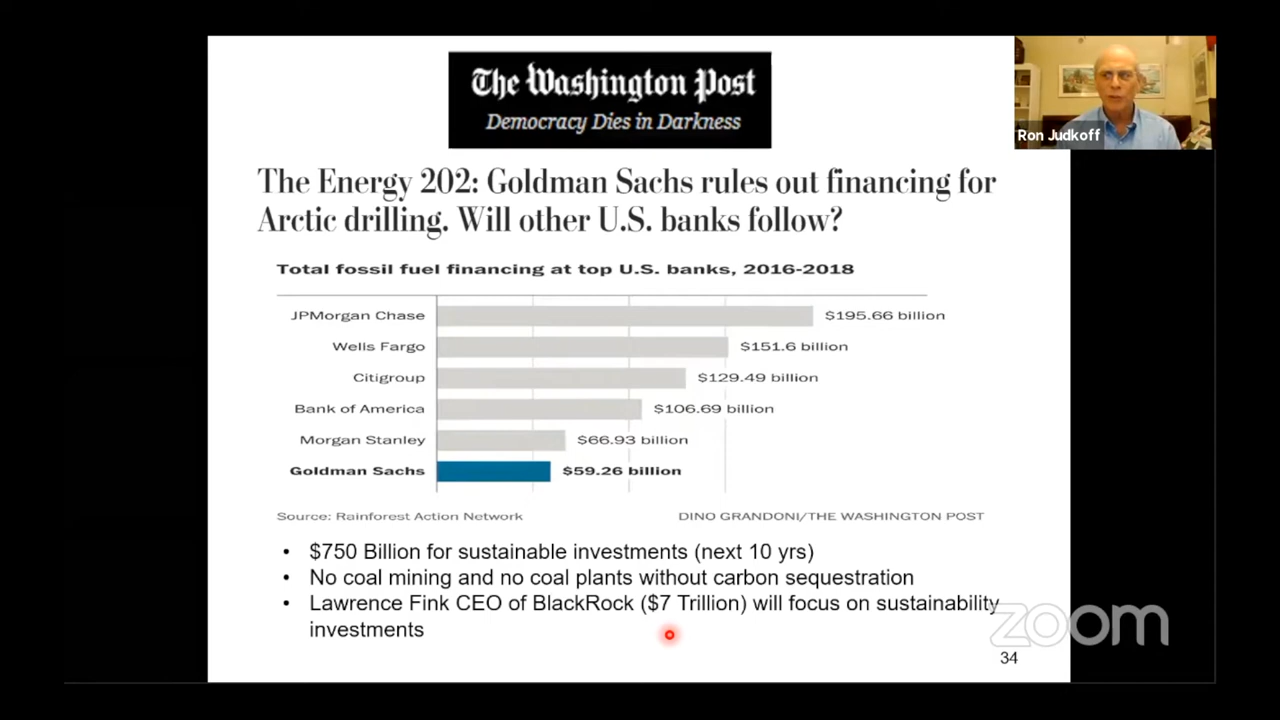 The Washington Post
Democracy Dies in Darkness
Ron Judkoff
The Energy 202: Goldman Sachs rules out financing for
Arctic drilling. Will other U.S. banks follow?
Total fossil fuel financing at top U.S. banks, 2016-2018
JPMorgan Chase $195.66 billion
Wells Fargo $151.6 billion
Citigroup $129.49 billion
Bank of America $106.69 billion
Morgan Stanley $66.93 billion
Goldman Sachs $59.26 billion
Source: Rainforest Action Network DINO GRANDONI/THE WASHINGTON POST
• $750 Billion for sustainable investments (next 10 yrs)
• No coal mining and no coal plants without carbon sequestration
• Lawrence Fink CEO of BlackRock ($7 Trillion) will focus on sustainability
investments
zoom
34